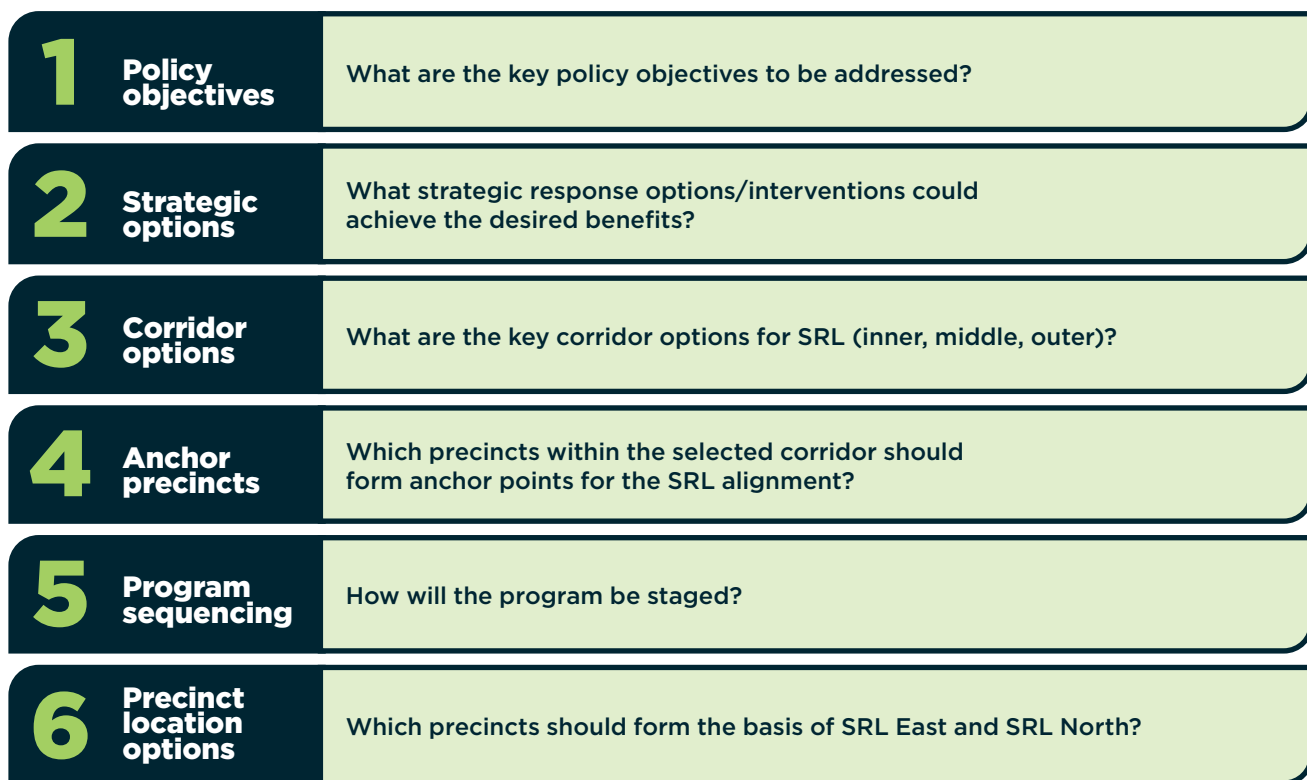 1
Policy
objectives
What are the key policy objectives to be addressed?
2
Strategic
options
What strategic response options/interventions could
achieve the desired benefits?
3
Corridor
options
What are the key corridor options for SRL (inner, middle, outer)?
4
Anchor
precincts
Which precincts within the selected corridor should
form anchor points for the SRL alignment?
5
Program
sequencing
How will the program be staged?
6
Precinct
location
options
Which precincts should form the basis of SRL East and SRL North?